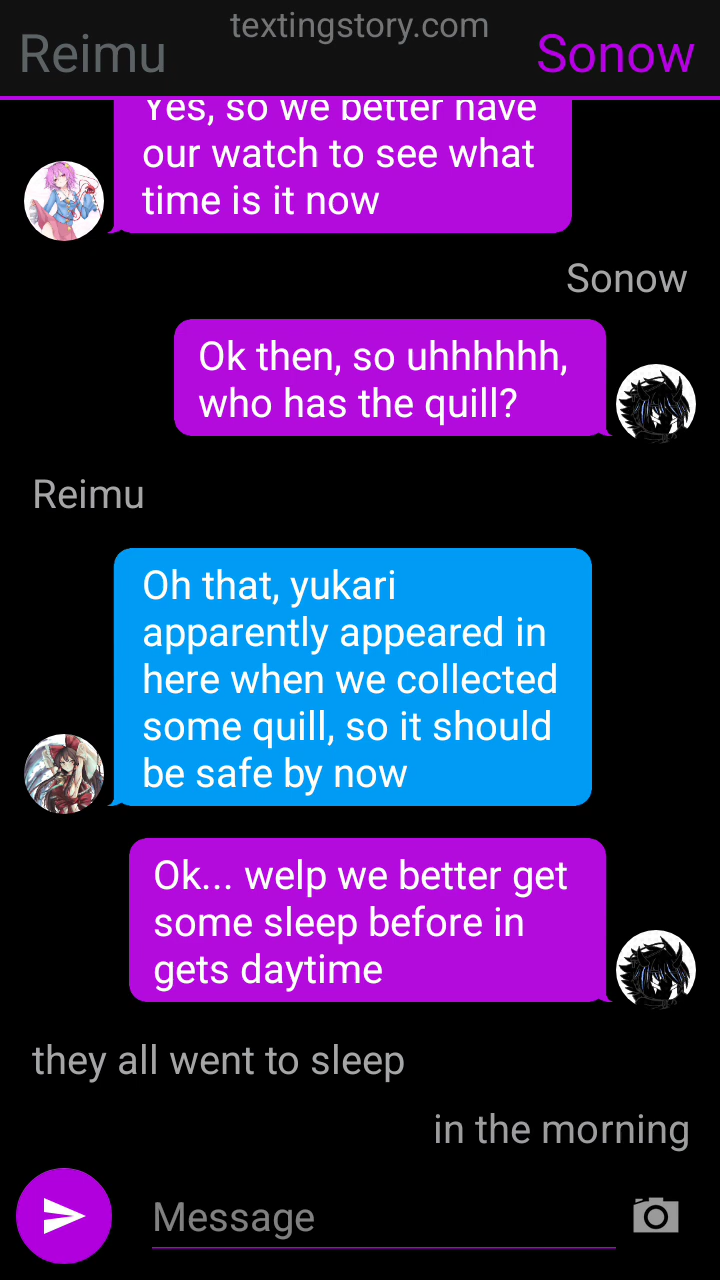 textingstory.com
Reimu
Sonow
Yes, so we better have
our watch to see what
time is it now
Sonow
Ok then, so uhhhhhh,
who has the quill?
Reimu
Oh that, yukari
apparently appeared in
here when we collected
some quill, so it should
be safe by now
Ok... welp we better get
some sleep before in
gets daytime
they all went to sleep
in the morning
Message